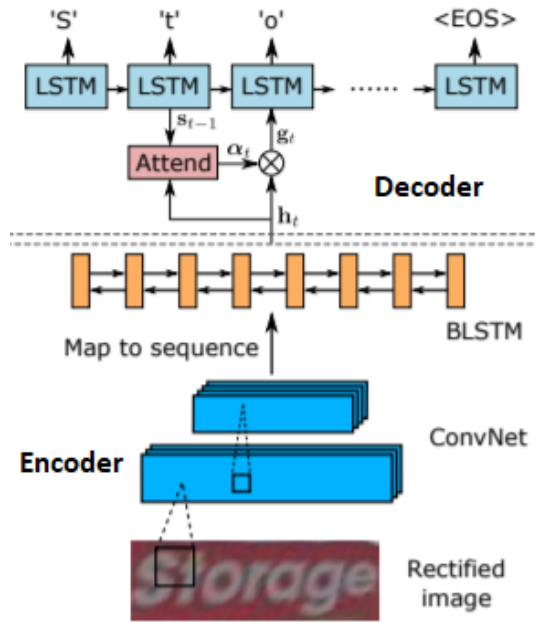 'S' 't' 'o' <EOS>
LSTM LSTM LSTM ...... LSTM
s_{t-1}
g_t
Attend α_t ⊗
Decoder
h_t
BLSTM
Map to sequence
ConvNet
Encoder
Storage
Rectified
image